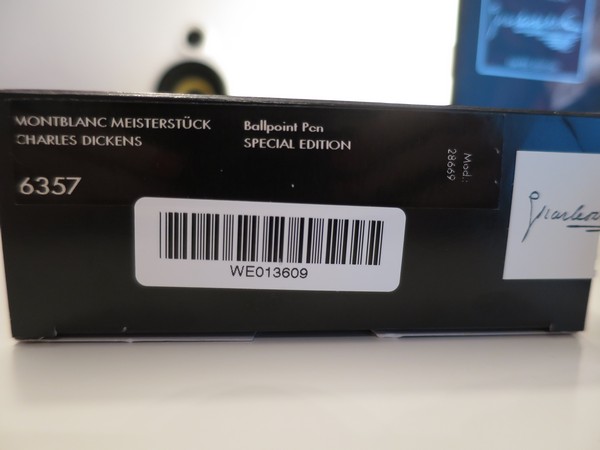 MONTBLANC MEISTERSTÜCK
CHARLES DICKENS
Ballpoint Pen
SPECIAL EDITION
6357
Mod.:
28669
WE013609